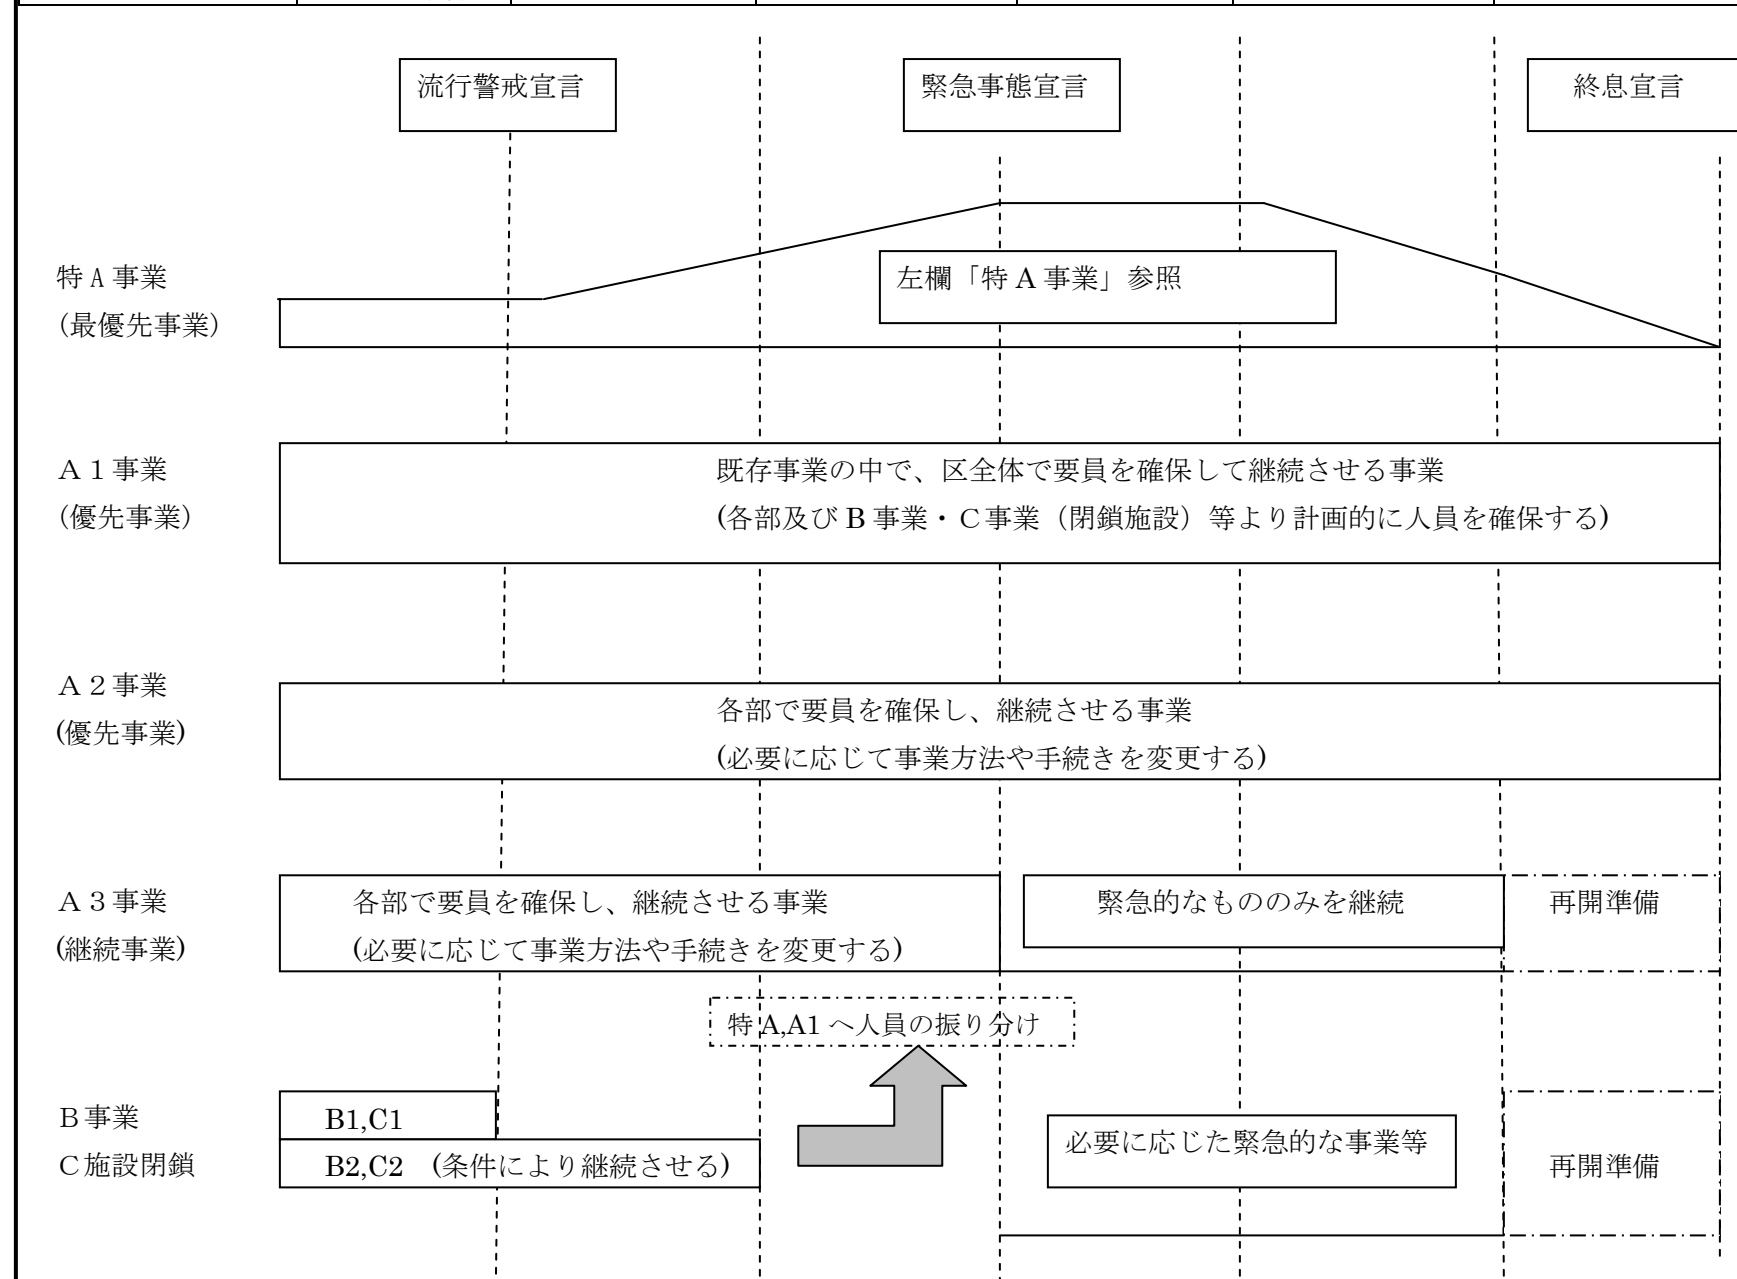 流行警戒宣言
緊急事態宣言
終息宣言
特A事業
（最優先事業）
左欄「特A事業」参照
Ａ１事業
（優先事業）
既存事業の中で、区全体で要員を確保して継続させる事業
(各部及びB事業・Ｃ事業（閉鎖施設）等より計画的に人員を確保する)
Ａ２事業
(優先事業)
各部で要員を確保し、継続させる事業
(必要に応じて事業方法や手続きを変更する)
Ａ３事業
(継続事業)
各部で要員を確保し、継続させる事業
(必要に応じて事業方法や手続きを変更する)
緊急的なもののみを継続
再開準備
特A,A1へ人員の振り分け
Ｂ事業
Ｃ施設閉鎖
B1,C1
B2,C2　(条件により継続させる)
必要に応じた緊急的な事業等
再開準備